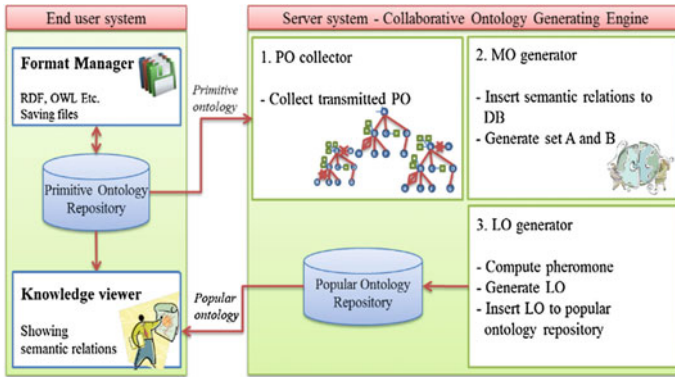 End user system
Format Manager
RDF, OWL Etc.
Saving files
Primitive Ontology
Repository
Knowledge viewer
Showing
semantic relations
Primitive
ontology
Popular
ontology
Server system - Collaborative Ontology Generating Engine
1. PO collector
- Collect transmitted PO
2. MO generator
- Insert semantic relations to
DB
- Generate set A and B
3. LO generator
- Compute pheromone
- Generate LO
- Insert LO to popular
ontology repository
Popular Ontology
Repository